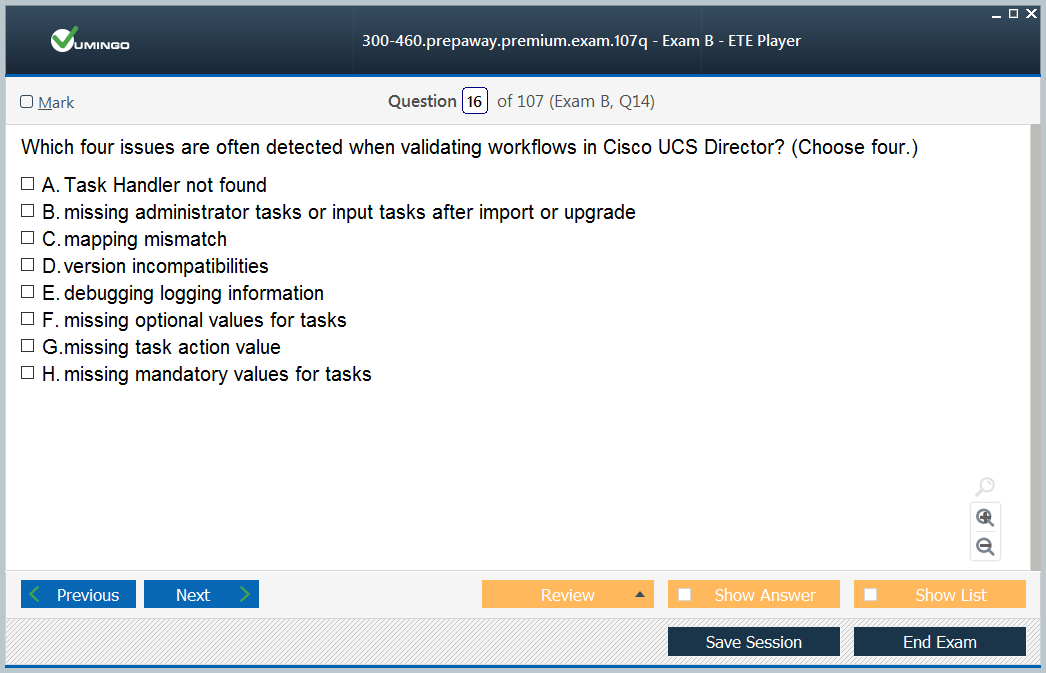 VUMINGO
300-460.prepaway.premium.exam.107q - Exam B - ETE Player
Mark
Question 16 of 107 (Exam B, Q14)
Which four issues are often detected when validating workflows in Cisco UCS Director? (Choose four.)
A. Task Handler not found
B. missing administrator tasks or input tasks after import or upgrade
C. mapping mismatch
D. version incompatibilities
E. debugging logging information
F. missing optional values for tasks
G. missing task action value
H. missing mandatory values for tasks
Previous
Next
Review
Show Answer
Show List
Save Session
End Exam